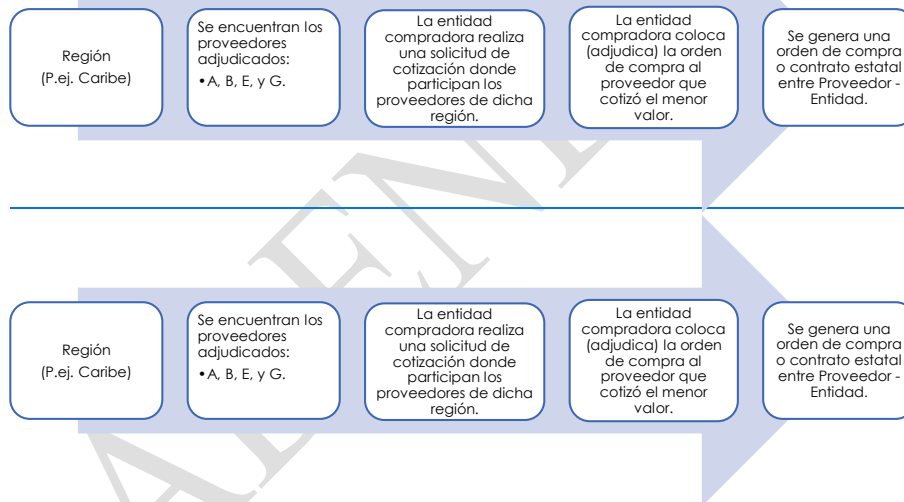 Región
(P.ej. Caribe)
Se encuentran los
proveedores
adjudicados:
•A, B, E, y G.
La entidad
compradora realiza
una solicitud de
cotización donde
participan los
proveedores de dicha
región.
La entidad
compradora coloca
(adjudica) la orden
de compra al
proveedor que
cotizó el menor
valor.
Se genera una
orden de compra
o contrato estatal
entre Proveedor -
Entidad.
Región
(P.ej. Caribe)
Se encuentran los
proveedores
adjudicados:
•A, B, E, y G.
La entidad
compradora realiza
una solicitud de
cotización donde
participan los
proveedores de dicha
región.
La entidad
compradora coloca
(adjudica) la orden
de compra al
proveedor que
cotizó el menor
valor.
Se genera una
orden de compra
o contrato estatal
entre Proveedor -
Entidad.